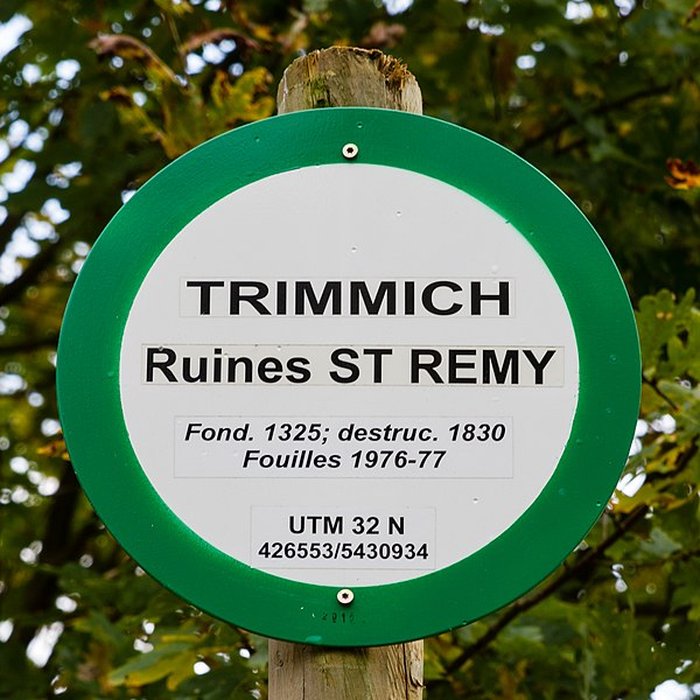 TRIMMICH
Ruines ST REMY
Fond. 1325; destruc. 1830
Fouilles 1976-77
UTM 32 N
426553/5430934